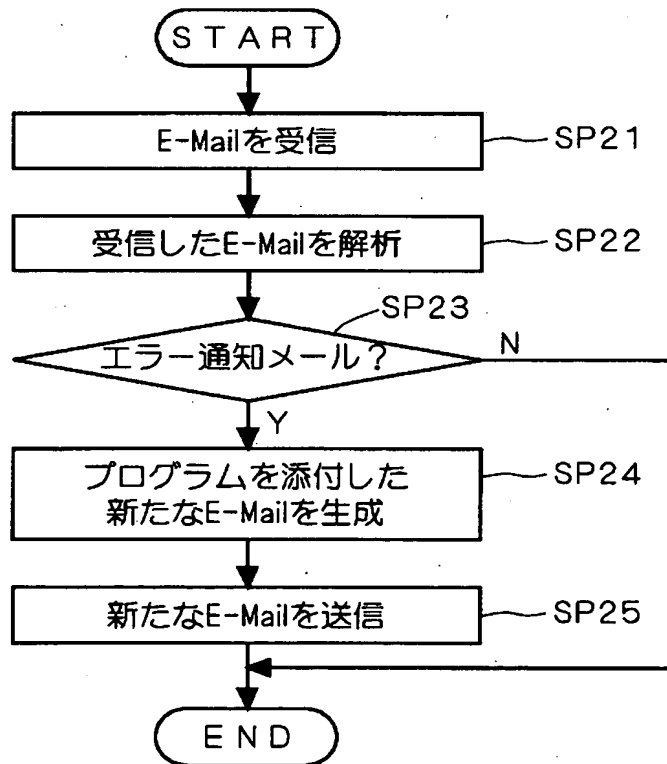 START
E-Mailを受信
SP21
受信したE-Mailを解析
SP22
SP23
エラー通知メール？
N
Y
プログラムを添付した
新たなE-Mailを生成
SP24
新たなE-Mailを送信
SP25
END